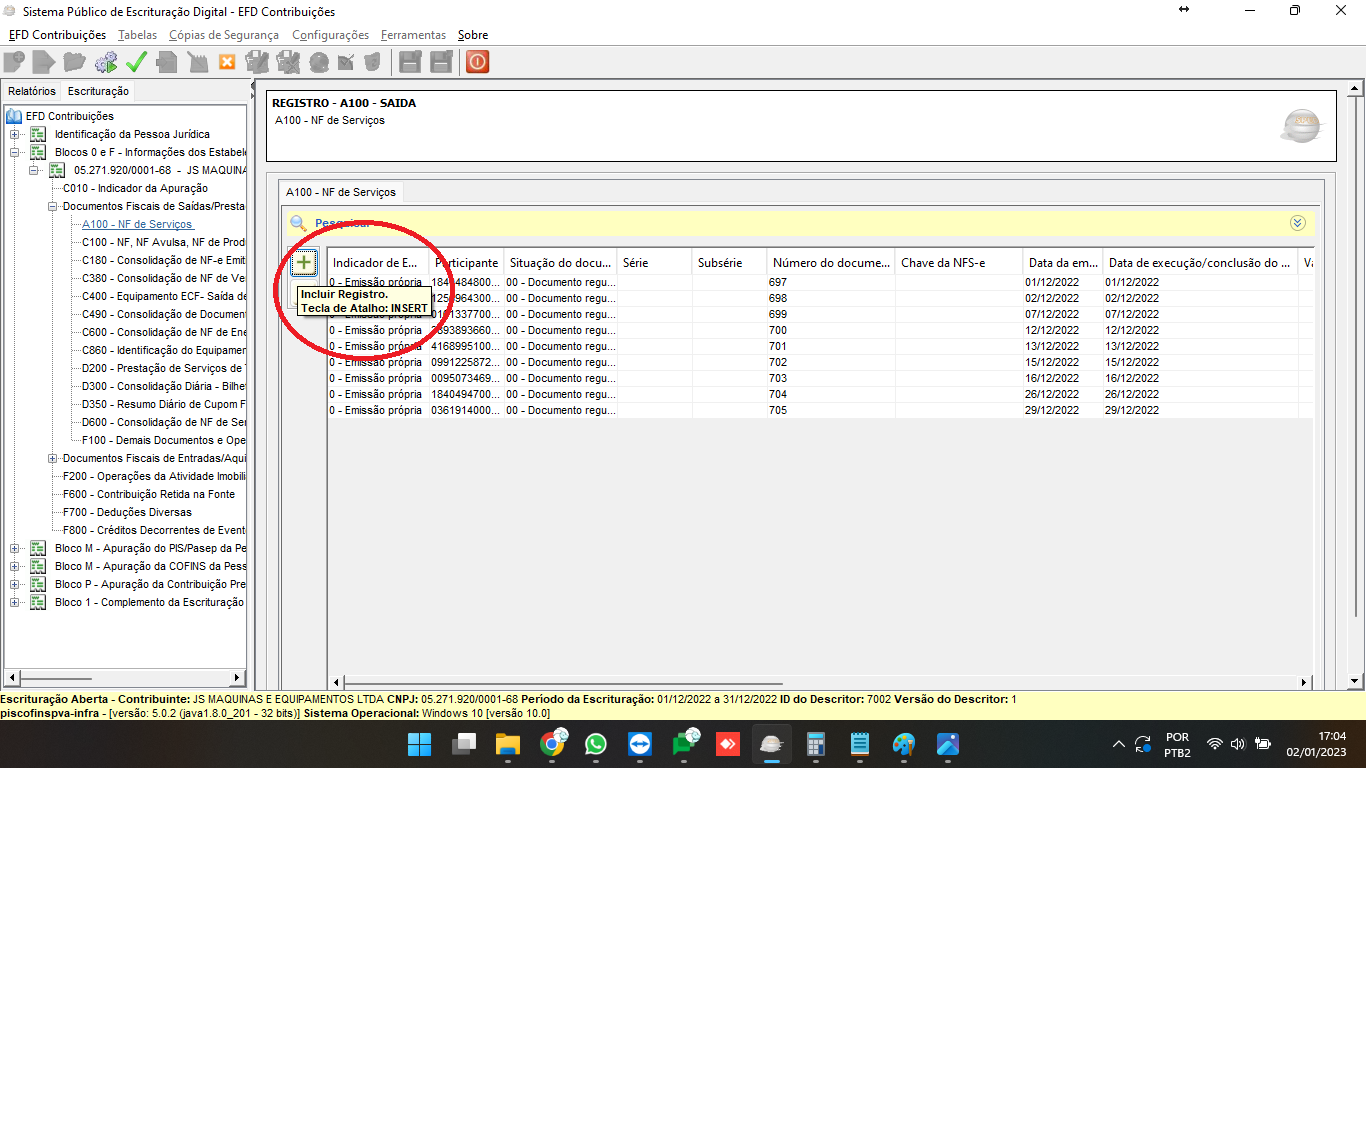 Sistema Público de Escrituração Digital - EFD Contribuições
EFD Contribuições Tabelas Cópias de Segurança Configurações Ferramentas Sobre
Relatórios Escrituração
EFD Contribuições
Identificação da Pessoa Jurídica
Blocos 0 e F - Informações dos Estabele
05.271.920/0001-68 - JS MAQUINA
C010 - Indicador da Apuração
Documentos Fiscais de Saídas/Presta
A100 - NF de Serviços
C100 - NF, NF Avulsa, NF de Prod
C180 - Consolidação de NF-e Emit
C380 - Consolidação de NF de Ve
C400 - Equipamento ECF- Saída de
C490 - Consolidação de Document
C600 - Consolidação de NF de Ene
C860 - Identificação do Equipamer
D200 - Prestação de Serviços de
D300 - Consolidação Diária - Bilhe
D350 - Resumo Diário de Cupom F
D600 - Consolidação de NF de Ser
F100 - Demais Documentos e Ope
Documentos Fiscais de Entradas/Aqui
F200 - Operações da Atividade Imobili
F600 - Contribuição Retida na Fonte
F700 - Deduções Diversas
F800 - Créditos Decorrentes de Event
Bloco M - Apuração do PIS/Pasep da Pe
Bloco M - Apuração da COFINS da Pess
Bloco P - Apuração da Contribuição Pre
Bloco 1 - Complemento da Escrituração
REGISTRO - A100 - SAIDA
A100 - NF de Serviços
A100 - NF de Serviços
Pesquisar
Indicador de E... Participante Situação do docu... Série Subsérie Número do docume... Chave da NFS-e Data da em... Data de execução/conclusão do ... Va
0 - Emissão própria 1840484800... 00 - Documento regu... 697 01/12/2022 01/12/2022
00 - Documento regu... 698 02/12/2022 02/12/2022
00 - Documento regu... 699 07/12/2022 07/12/2022
0 - Emissão própria 00 - Documento regu... 700 12/12/2022 12/12/2022
0 - Emissão própria 4168995100... 00 - Documento regu... 701 13/12/2022 13/12/2022
0 - Emissão própria 0991225872... 00 - Documento regu... 702 15/12/2022 15/12/2022
0 - Emissão própria 0095073469... 00 - Documento regu... 703 16/12/2022 16/12/2022
0 - Emissão própria 1840494700... 00 - Documento regu... 704 26/12/2022 26/12/2022
0 - Emissão própria 0361914000... 00 - Documento regu... 705 29/12/2022 29/12/2022
Incluir Registro.
Tecla de Atalho: INSERT
Escrituração Aberta - Contribuinte: JS MAQUINAS E EQUIPAMENTOS LTDA CNPJ: 05.271.920/0001-68 Período da Escrituração: 01/12/2022 a 31/12/2022 ID do Descritor: 7002 Versão do Descritor: 1
piscofinspva-infra - [versão: 5.0.2 (java1.8.0_201 - 32 bits)] Sistema Operacional: Windows 10 [versão 10.0]
POR
PTB2
17:04
02/01/2023